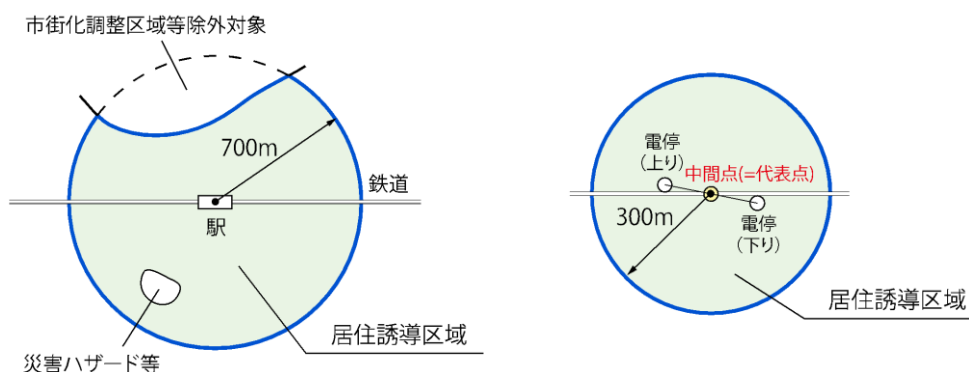 市街化調整区域等除外対象
700m
鉄道
駅
居住誘導区域
災害ハザード等
電停
(上り)
中間点(=代表点)
電停
(下り)
300m
居住誘導区域